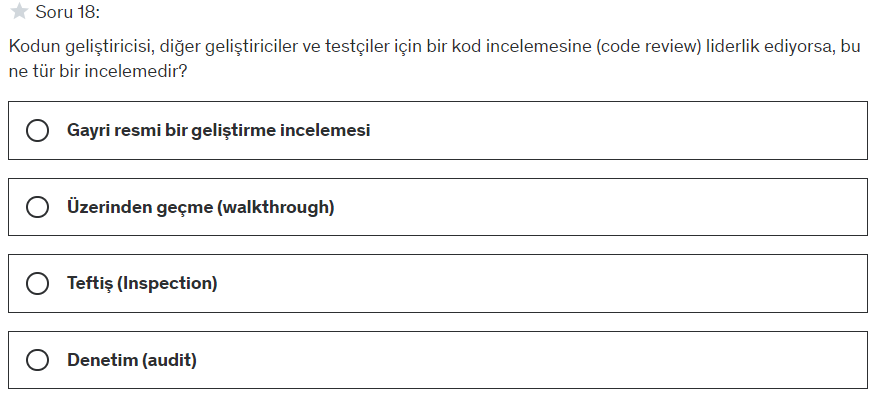 Soru 18:
Kodun geliştiricisi, diğer geliştiriciler ve testçiler için bir kod incelemesine (code review) liderlik ediyorsa, bu
ne tür bir incelemedir?
Gayri resmi bir geliştirme incelemesi
Üzerinden geçme (walkthrough)
Teftiş (Inspection)
Denetim (audit)